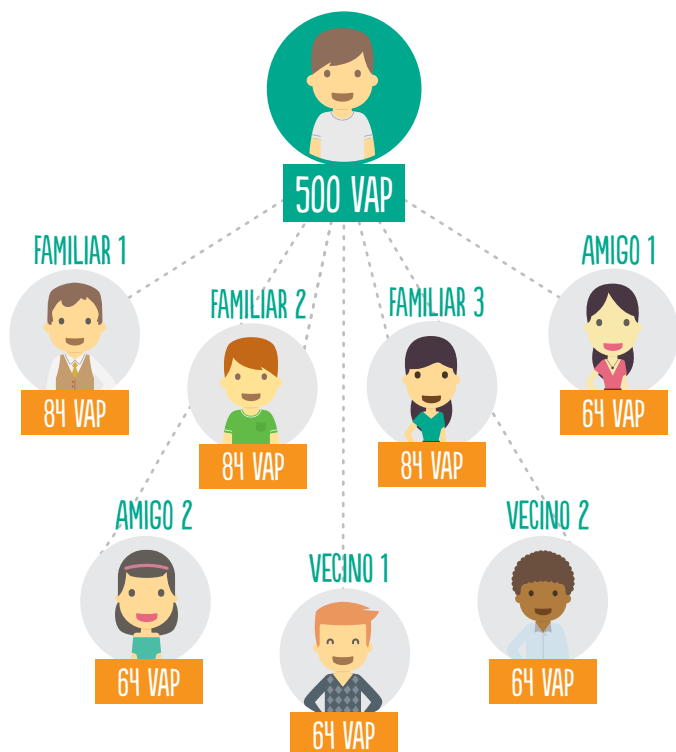 500 VAP
FAMILIAR 1
84 VAP
FAMILIAR 2
84 VAP
FAMILIAR 3
84 VAP
AMIGO 1
64 VAP
AMIGO 2
64 VAP
VECINO 1
64 VAP
VECINO 2
64 VAP